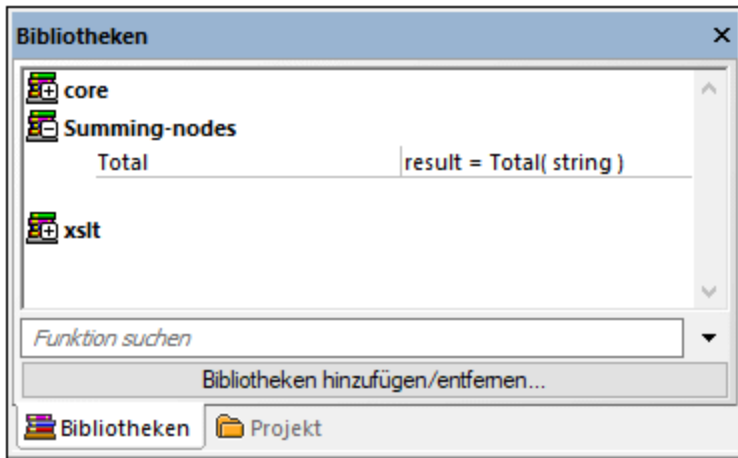 Bibliotheken
core
Summing-nodes
Total result = Total( string )
xslt
Funktion suchen
Bibliotheken hinzufügen/entfernen...
Bibliotheken Projekt